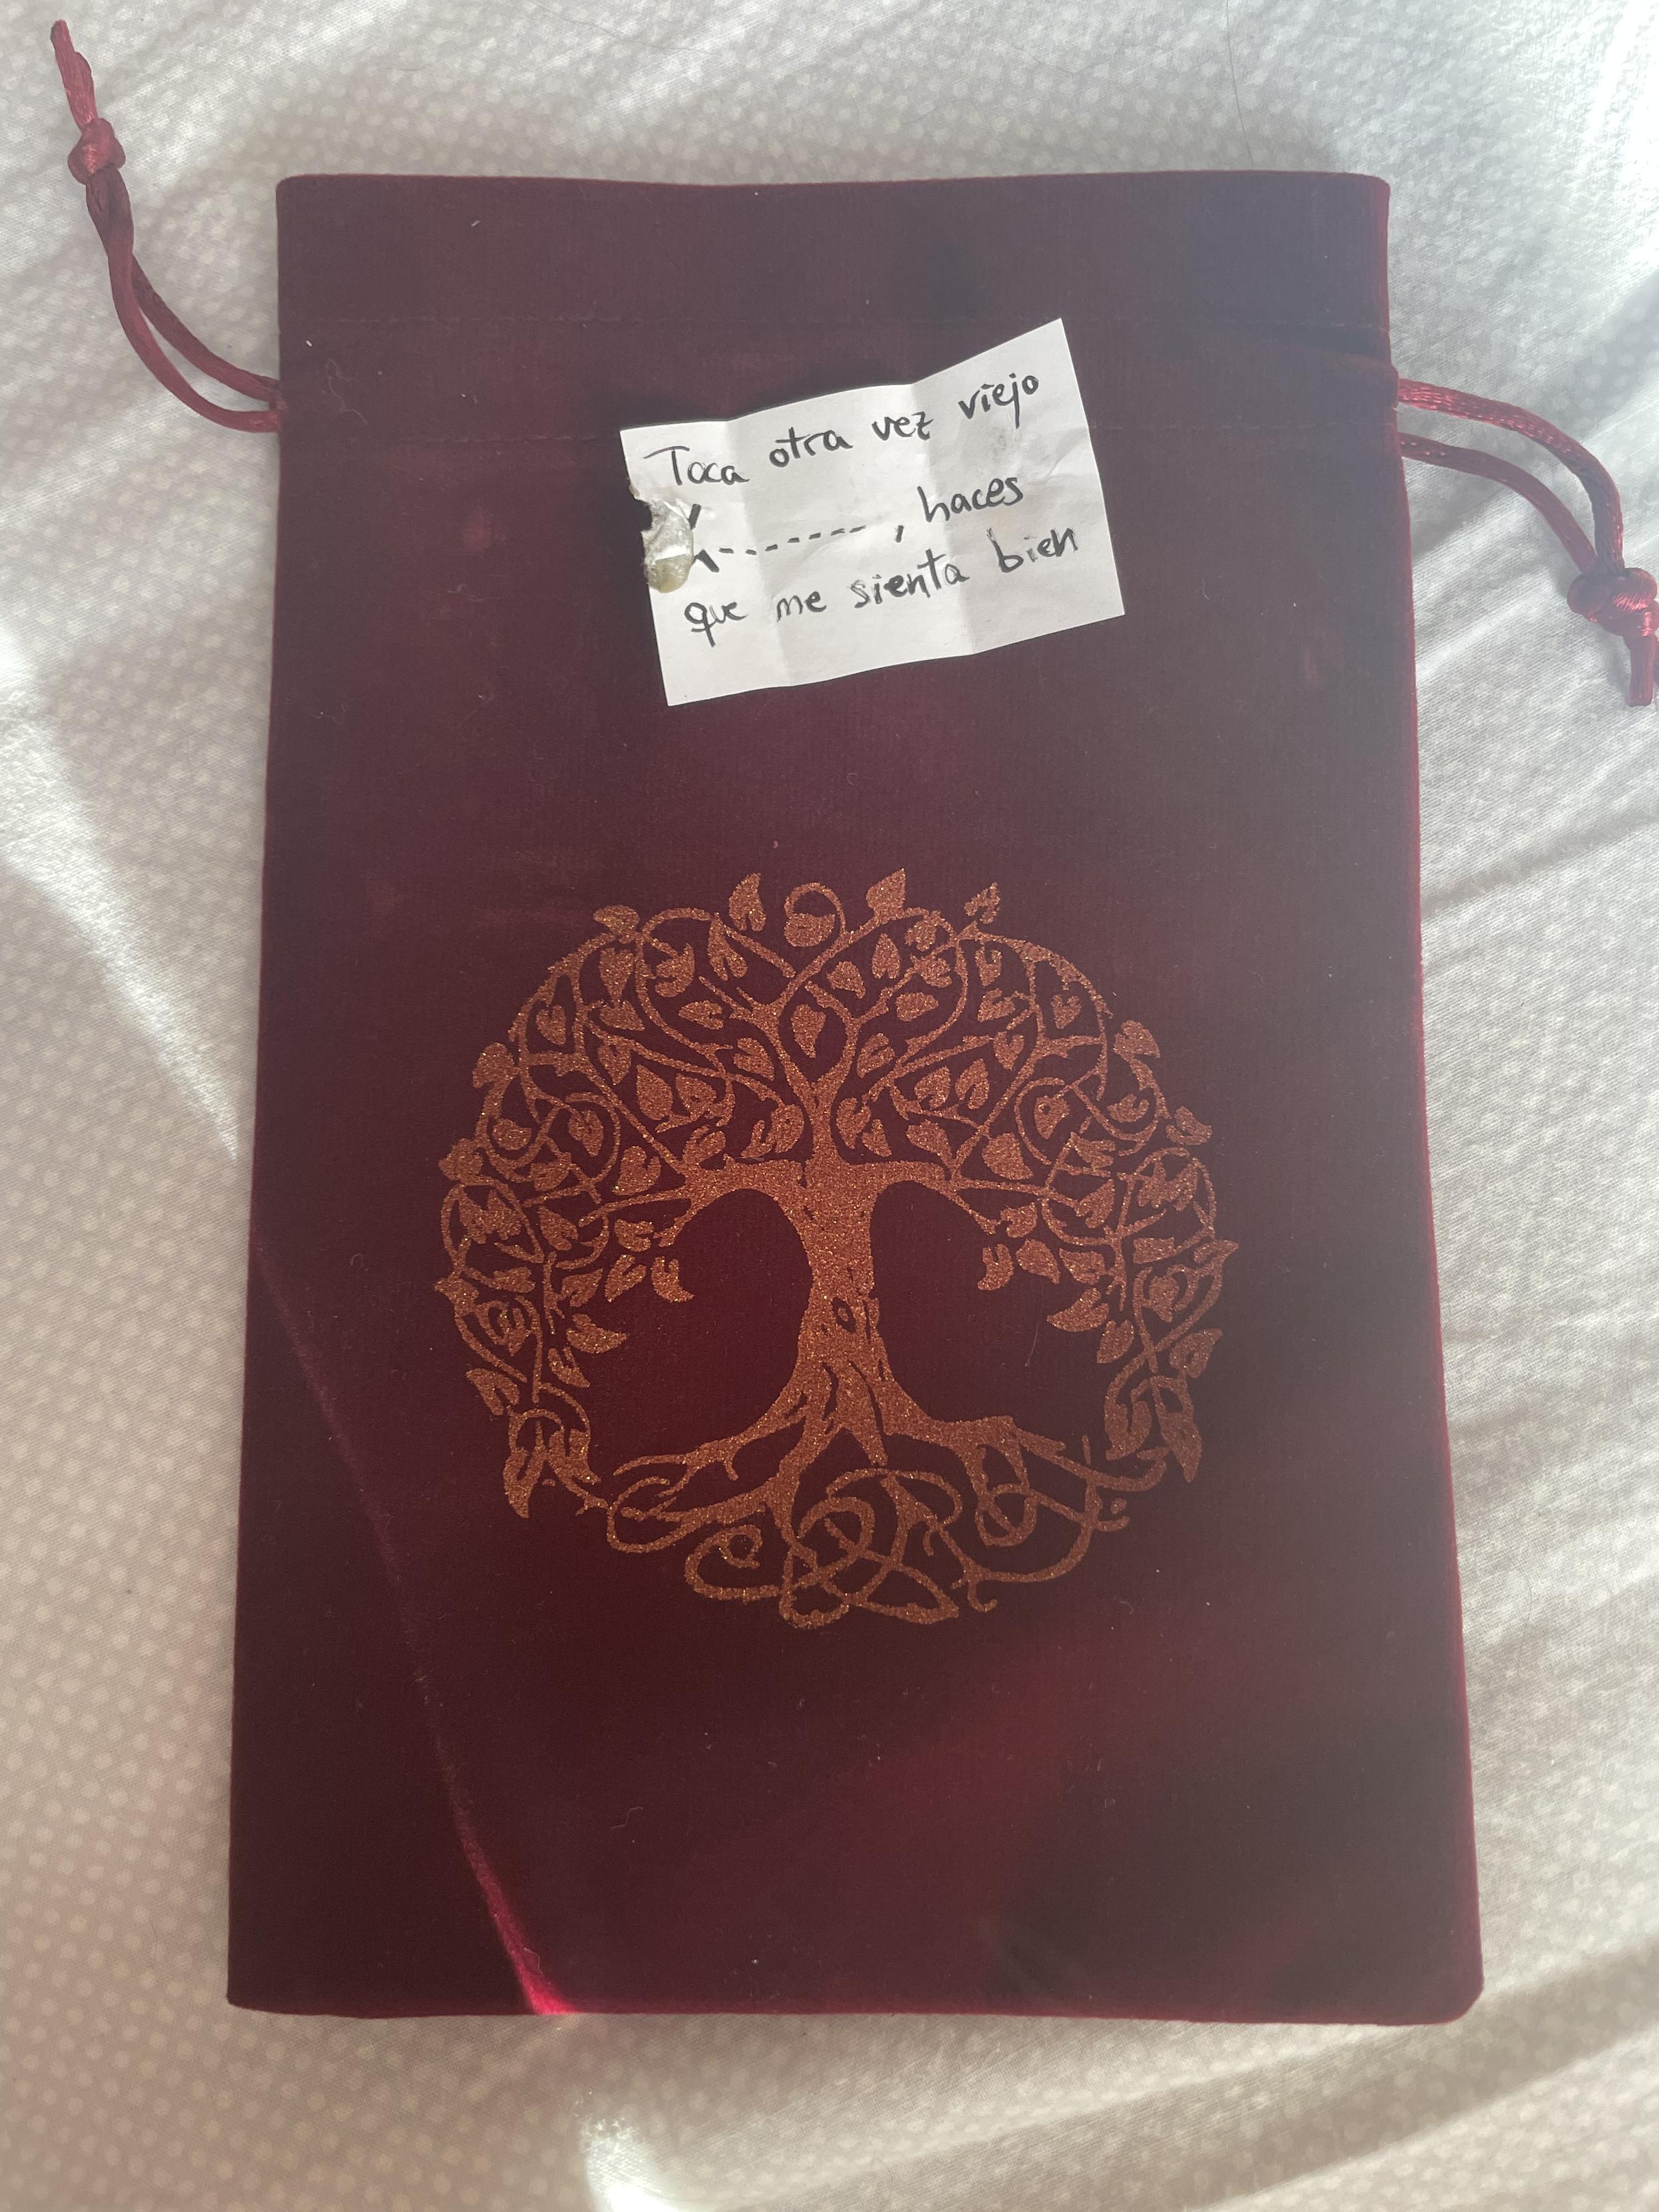 Toca otra vez viejo
--------, haces
que me sienta bien